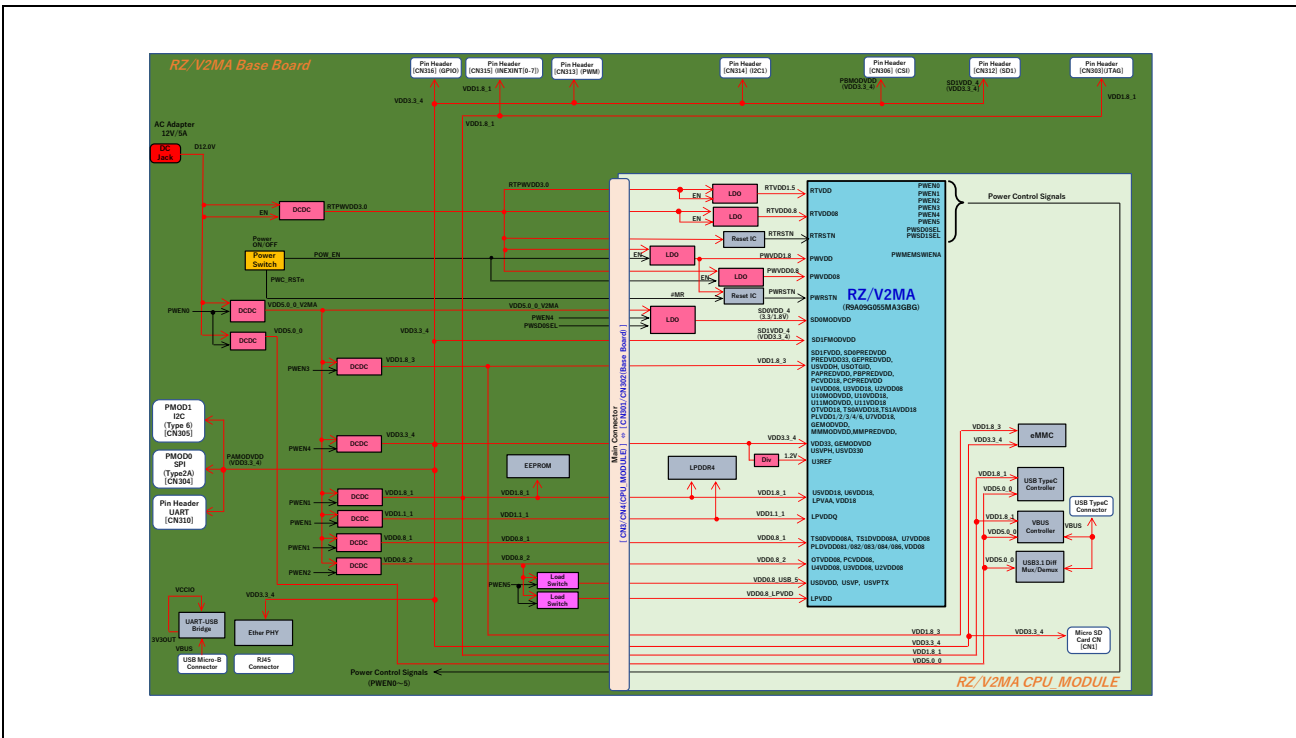 RZ/V2MA Base Board
Pin Header
[CN316] (GPIO)
Pin Header
[CN315] (INEXINT[0-7])
Pin Header
[CN313] (PWM)
Pin Header
[CN314] (I2C1)
Pin Header
[CN306] (CSI)
Pin Header
[CN312] (SD1)
Pin Header
[CN303](JTAG)
VDD3.3_4
VDD1.8_1
PBMODVDD
(VDD3.3_4)
SD1VDD_4
(VDD3.3_4)
VDD1.8_1
VDD1.8_1
AC Adapter
12V/5A
DC
Jack
D12.0V
EN
DCDC
RTPWVDD3.0
RTPWVDD3.0
Power
ON/OFF
Power
Switch
POW_EN
PWC_RSTn
PWEN0
DCDC
VDD5.0_0_V2MA
VDD5.0_0_V2MA
DCDC
VDD5.0_0
PWEN4
PWSD0SEL
VDD3.3_4
PWEN3
DCDC
VDD1.8_3
PWEN4
DCDC
VDD3.3_4
PWEN1
DCDC
VDD1.8_1
VDD1.8_1
EEPROM
PWEN1
DCDC
VDD1.1_1
VDD1.1_1
PWEN1
DCDC
VDD0.8_1
PWEN2
DCDC
VDD0.8_2
VDD0.8_2
PWEN5
Load
Switch
Load
Switch
PMOD1
I2C
(Type 6)
[CN305]
PMOD0
SPI
(Type2A)
[CN304]
Pin Header
UART
[CN310]
PAMODVDD
(VDD3.3_4)
VCCIO
UART-USB
Bridge
3V3OUT
VBUS
USB Micro-B
Connector
VDD3.3_4
Ether PHY
RJ45
Connector
Power Control Signals
(PWEN0～5)
Main Connector
[ CN3/CN4(CPU_MODULE) ] ⇔ [ CN301/CN302(Base Board) ]
EN
LDO
RTVDD1.5
EN
LDO
RTVDD0.8
Reset IC
RTRSTN
EN
LDO
PWVDD1.8
EN
LDO
PWVDD0.8
#MR
Reset IC
PWRSTN
LDO
SD0VDD_4
(3.3/1.8V)
SD1VDD_4
(VDD3.3_4)
VDD1.8_3
VDD3.3_4
Div
1.2V
LPDDR4
VDD1.8_1
VDD1.1_1
VDD0.8_1
VDD0.8_2
VDD0.8_USB_5
VDD0.8_LPVDD
RTVDD
RTVDD08
RTRSTN
PWVDD
PWVDD08
PWRSTN
PWEN0
PWEN1
PWEN2
PWEN3
PWEN4
PWEN5
PWSD0SEL
PWSD1SEL
PWMEMSWIENA
Power Control Signals
RZ/V2MA
(R9A09G055MA3GBG)
SD0MODVDD
SD1FMODVDD
SD1FVDD, SD0PREDVDD
PREDVDD33, GEPREDVDD,
USVDDH, USOTGID,
PAPREDVDD, PBPREDVDD,
PCVDD18, PCPREDVDD
U4VDD08, U3VDD18, U2VDD08
U10MODVDD, U10VDD18,
U11MODVDD, U11VDD18
OTVDD18, TS0AVDD18,TS1AVDD18
PLVDD1/2/3/4/6, U7VDD18,
GEMODVDD,
MMMODVDD,MMPREDVDD,
VDD33, GEMODVDD
USVPH, USVD330
U3REF
U5VDD18, U6VDD18,
LPVAA, VDD18
LPVDDQ
TS0DVDD08A, TS1DVDD08A, U7VDD08
PLDVDD081/082/083/084/086, VDD08
OTVDD08, PCVDD08,
U4VDD08, U3VDD08, U2VDD08
USDVDD, USVP, USVPTX
LPVDD
VDD1.8_3
VDD3.3_4
eMMC
VDD1.8_1
VDD5.0_0
USB TypeC
Controller
VDD1.8_1
VDD5.0_0
VBUS
Controller
VBUS
USB TypeC
Connector
VDD5.0_0
USB3.1 Diff
Mux/Demux
VDD1.8_3
VDD3.3_4
VDD1.8_1
VDD5.0_0
VDD3.3_4
Micro SD
Card CN
[CN1]
RZ/V2MA CPU_MODULE